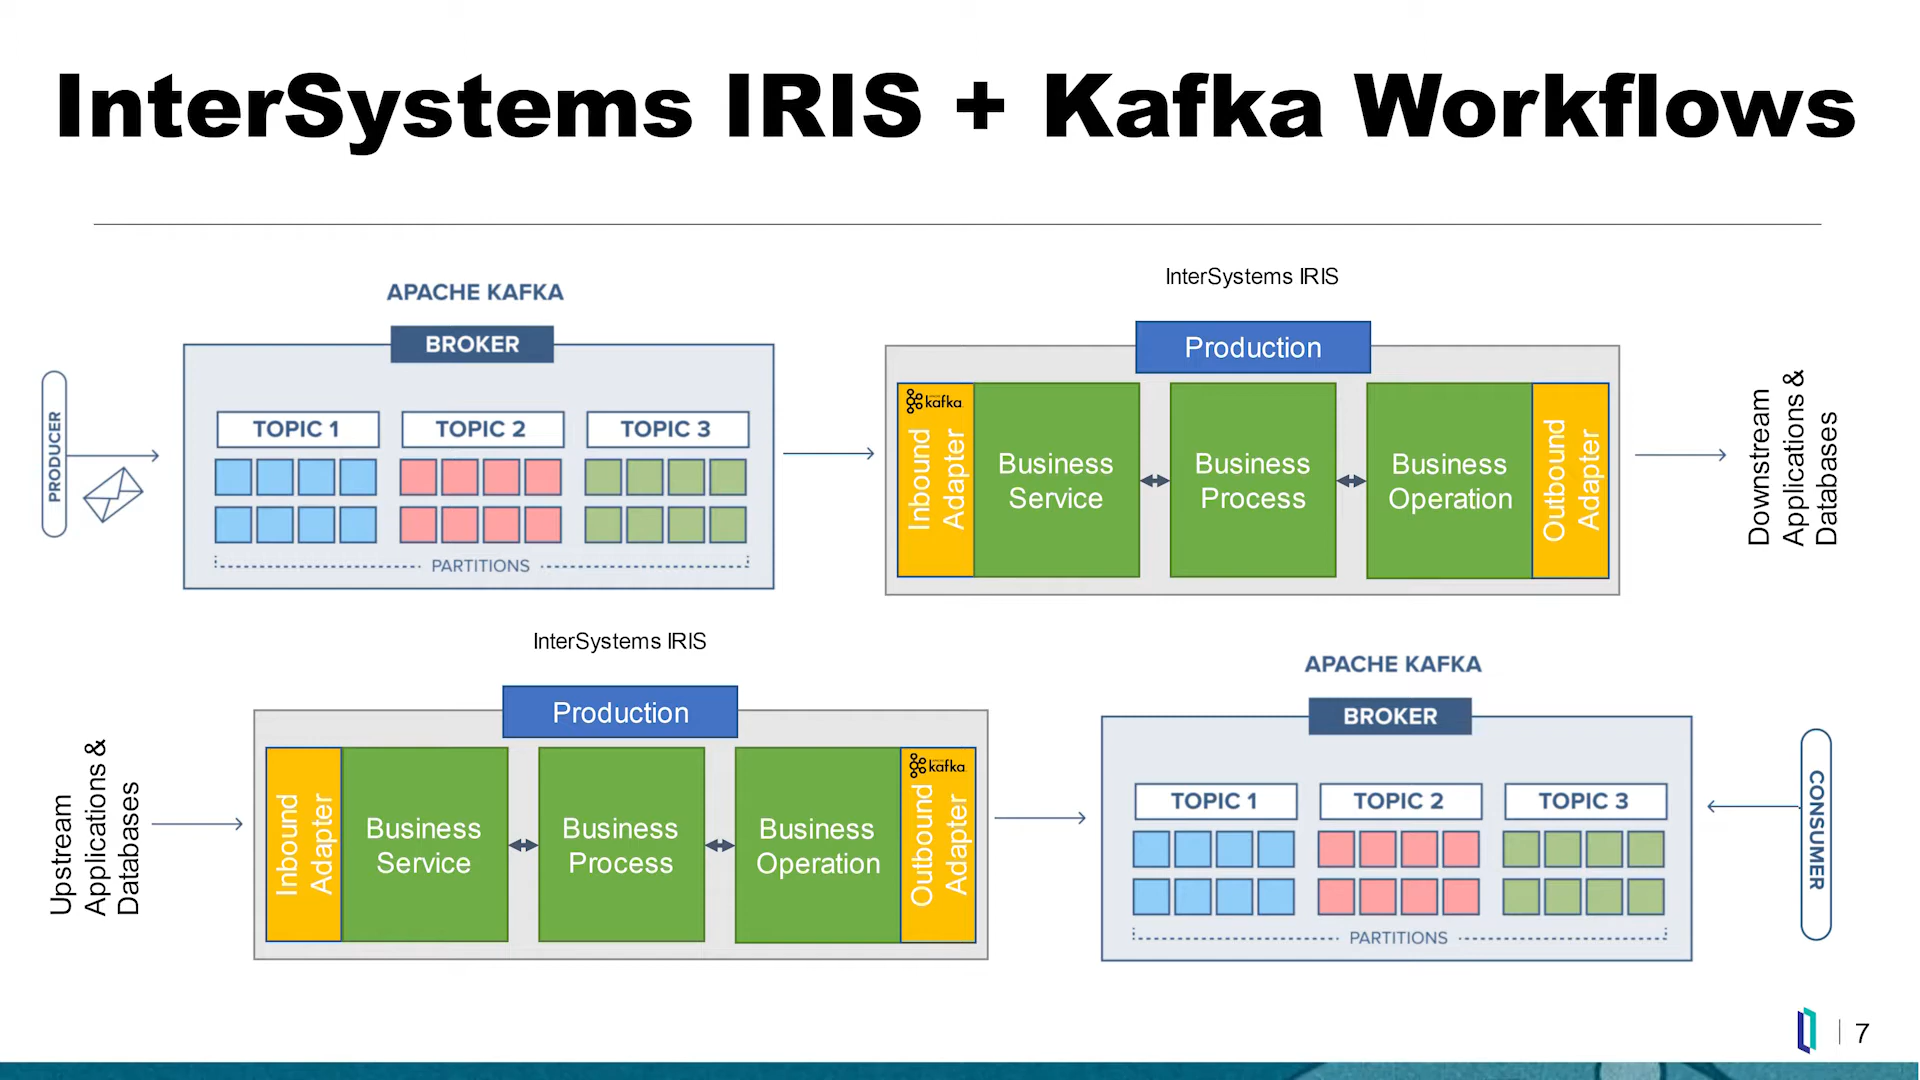 InterSystems IRIS + Kafka Workflows
APACHE KAFKA
BROKER
PRODUCER
TOPIC 1
TOPIC 2
TOPIC 3
PARTITIONS
InterSystems IRIS
Production
kafka
Inbound
Adapter
Business
Service
Business
Process
Business
Operation
Outbound
Adapter
Downstream
Applications &
Databases
InterSystems IRIS
Production
Upstream
Applications &
Databases
Inbound
Adapter
Business
Service
Business
Process
Business
Operation
kafka
Outbound
Adapter
APACHE KAFKA
BROKER
TOPIC 1
TOPIC 2
TOPIC 3
PARTITIONS
CONSUMER
7